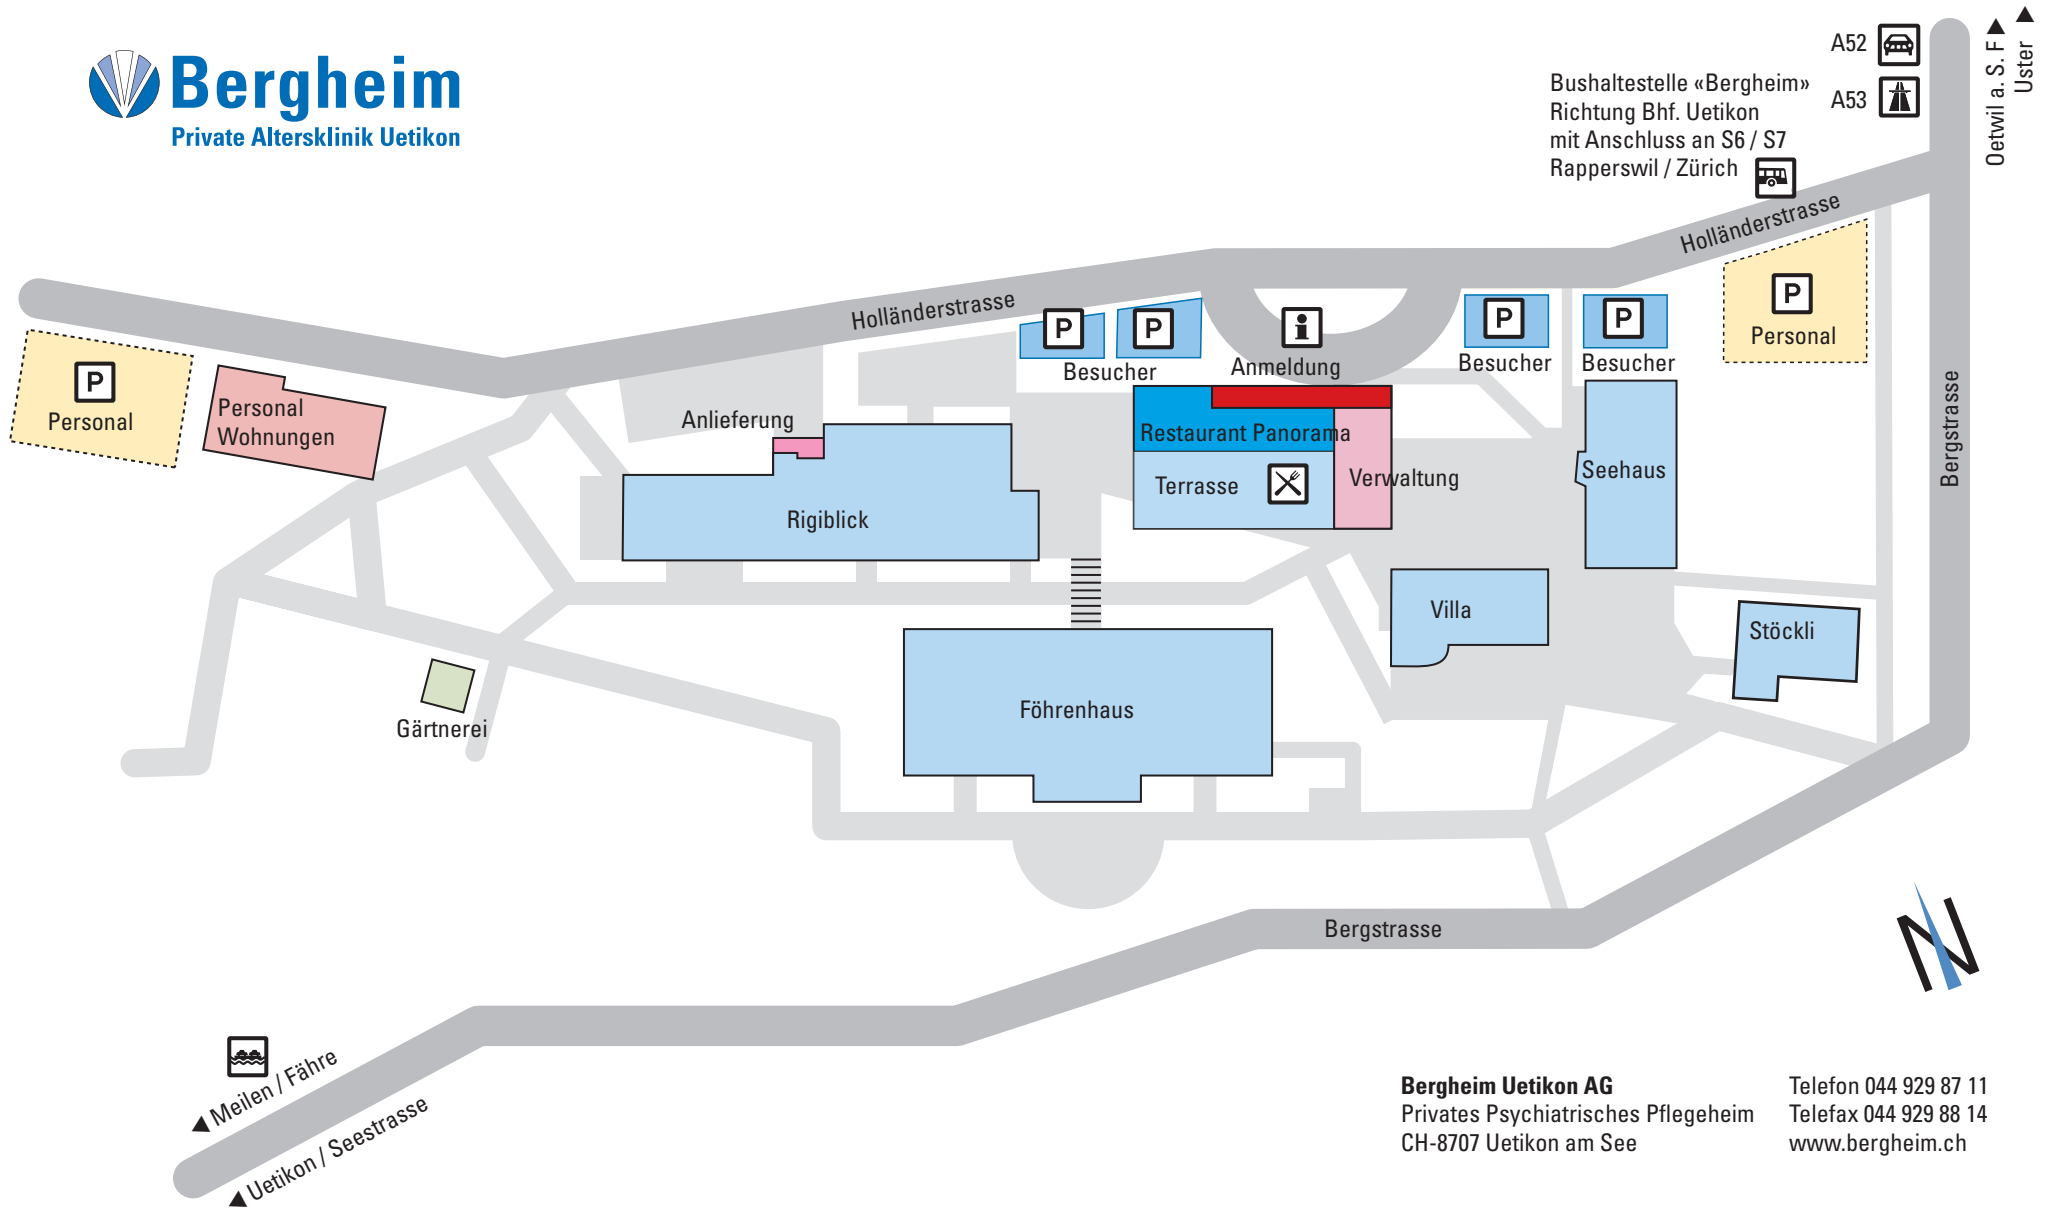 Bergheim
Private Altersklinik Uetikon
A52
A53
Oetwil a. S. F ▲
Uster ▲
Bushaltestelle «Bergheim»
Richtung Bhf. Uetikon
mit Anschluss an S6 / S7
Rapperswil / Zürich
Holländerstrasse
P
Personal
Holländerstrasse
P
P
Besucher
i
Anmeldung
P
Besucher
P
Besucher
P
Personal
Personal
Wohnungen
Anlieferung
Restaurant Panorama
Terrasse
Verwaltung
Seehaus
Bergstrasse
Rigiblick
Villa
Stöckli
Gärtnerei
Föhrenhaus
Bergstrasse
N
◀ Meilen / Fähre
◀ Uetikon / Seestrasse
Bergheim Uetikon AG
Privates Psychiatrisches Pflegeheim
CH-8707 Uetikon am See
Telefon 044 929 87 11
Telefax 044 929 88 14
www.bergheim.ch